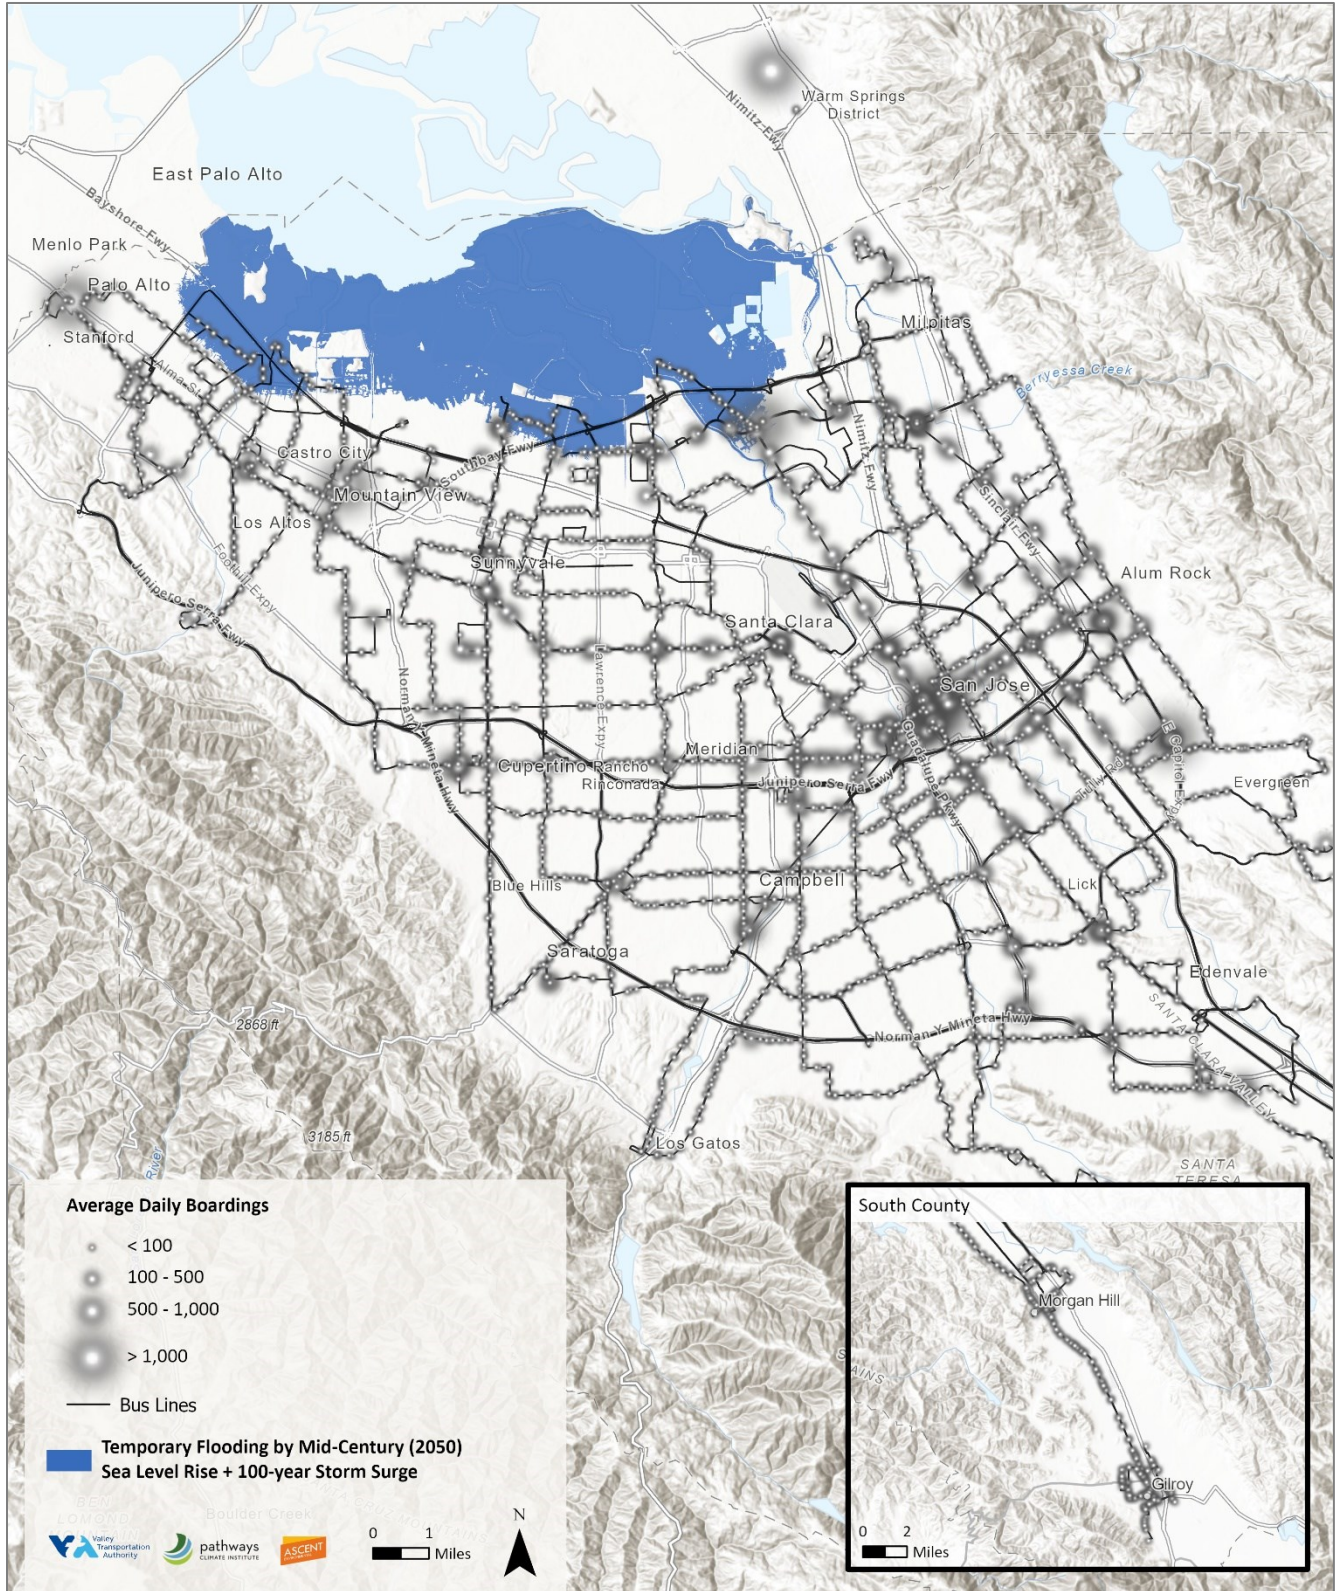 Warm Springs
District
Nimitz Fwy
East Palo Alto
Bayshore Fwy
Menlo Park
Palo Alto
Stanford
Alma St
Milpitas
Berryessa Creek
Nimitz Fwy
Castro City
Southbay Fwy
Mountain View
Sinclair Fwy
Los Altos
Foothill Expy
Sunnyvale
Alum Rock
Junipero Serra Fwy
Santa Clara
Lawrence Expy
San Jose
Norman Y Mineta Hwy
Guadalupe Pkwy
E Capitol Expy
Meridian
Cupertino
Rancho
Rinconada
Junipero Serra Fwy
Tully Rd
Evergreen
Blue Hills
Campbell
Lick
Saratoga
Edenvale
2868 ft
Norman Y Mineta Hwy
SANTA CLARA VALLEY
3185 ft
Los Gatos
River
SANTA
TERESA
Average Daily Boardings
< 100
100 - 500
500 - 1,000
> 1,000
Bus Lines
Temporary Flooding by Mid-Century (2050)
Sea Level Rise + 100-year Storm Surge
Boulder Creek
VTA
Valley
Transportation
Authority
pathways
CLIMATE INSTITUTE
ASCENT
0 1
Miles
N
South County
Morgan Hill
Gilroy
0 2
Miles